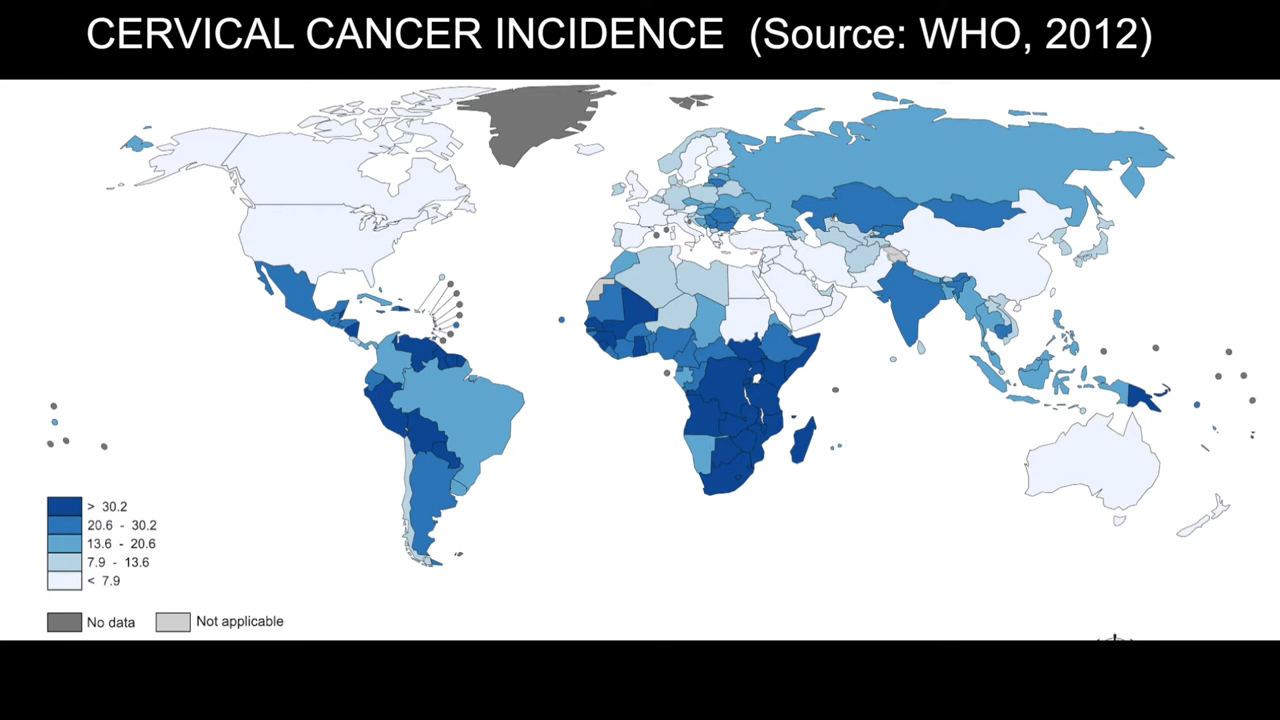 CERVICAL CANCER INCIDENCE (Source: WHO, 2012)
> 30.2
20.6 - 30.2
13.6 - 20.6
7.9 - 13.6
< 7.9
No data
Not applicable